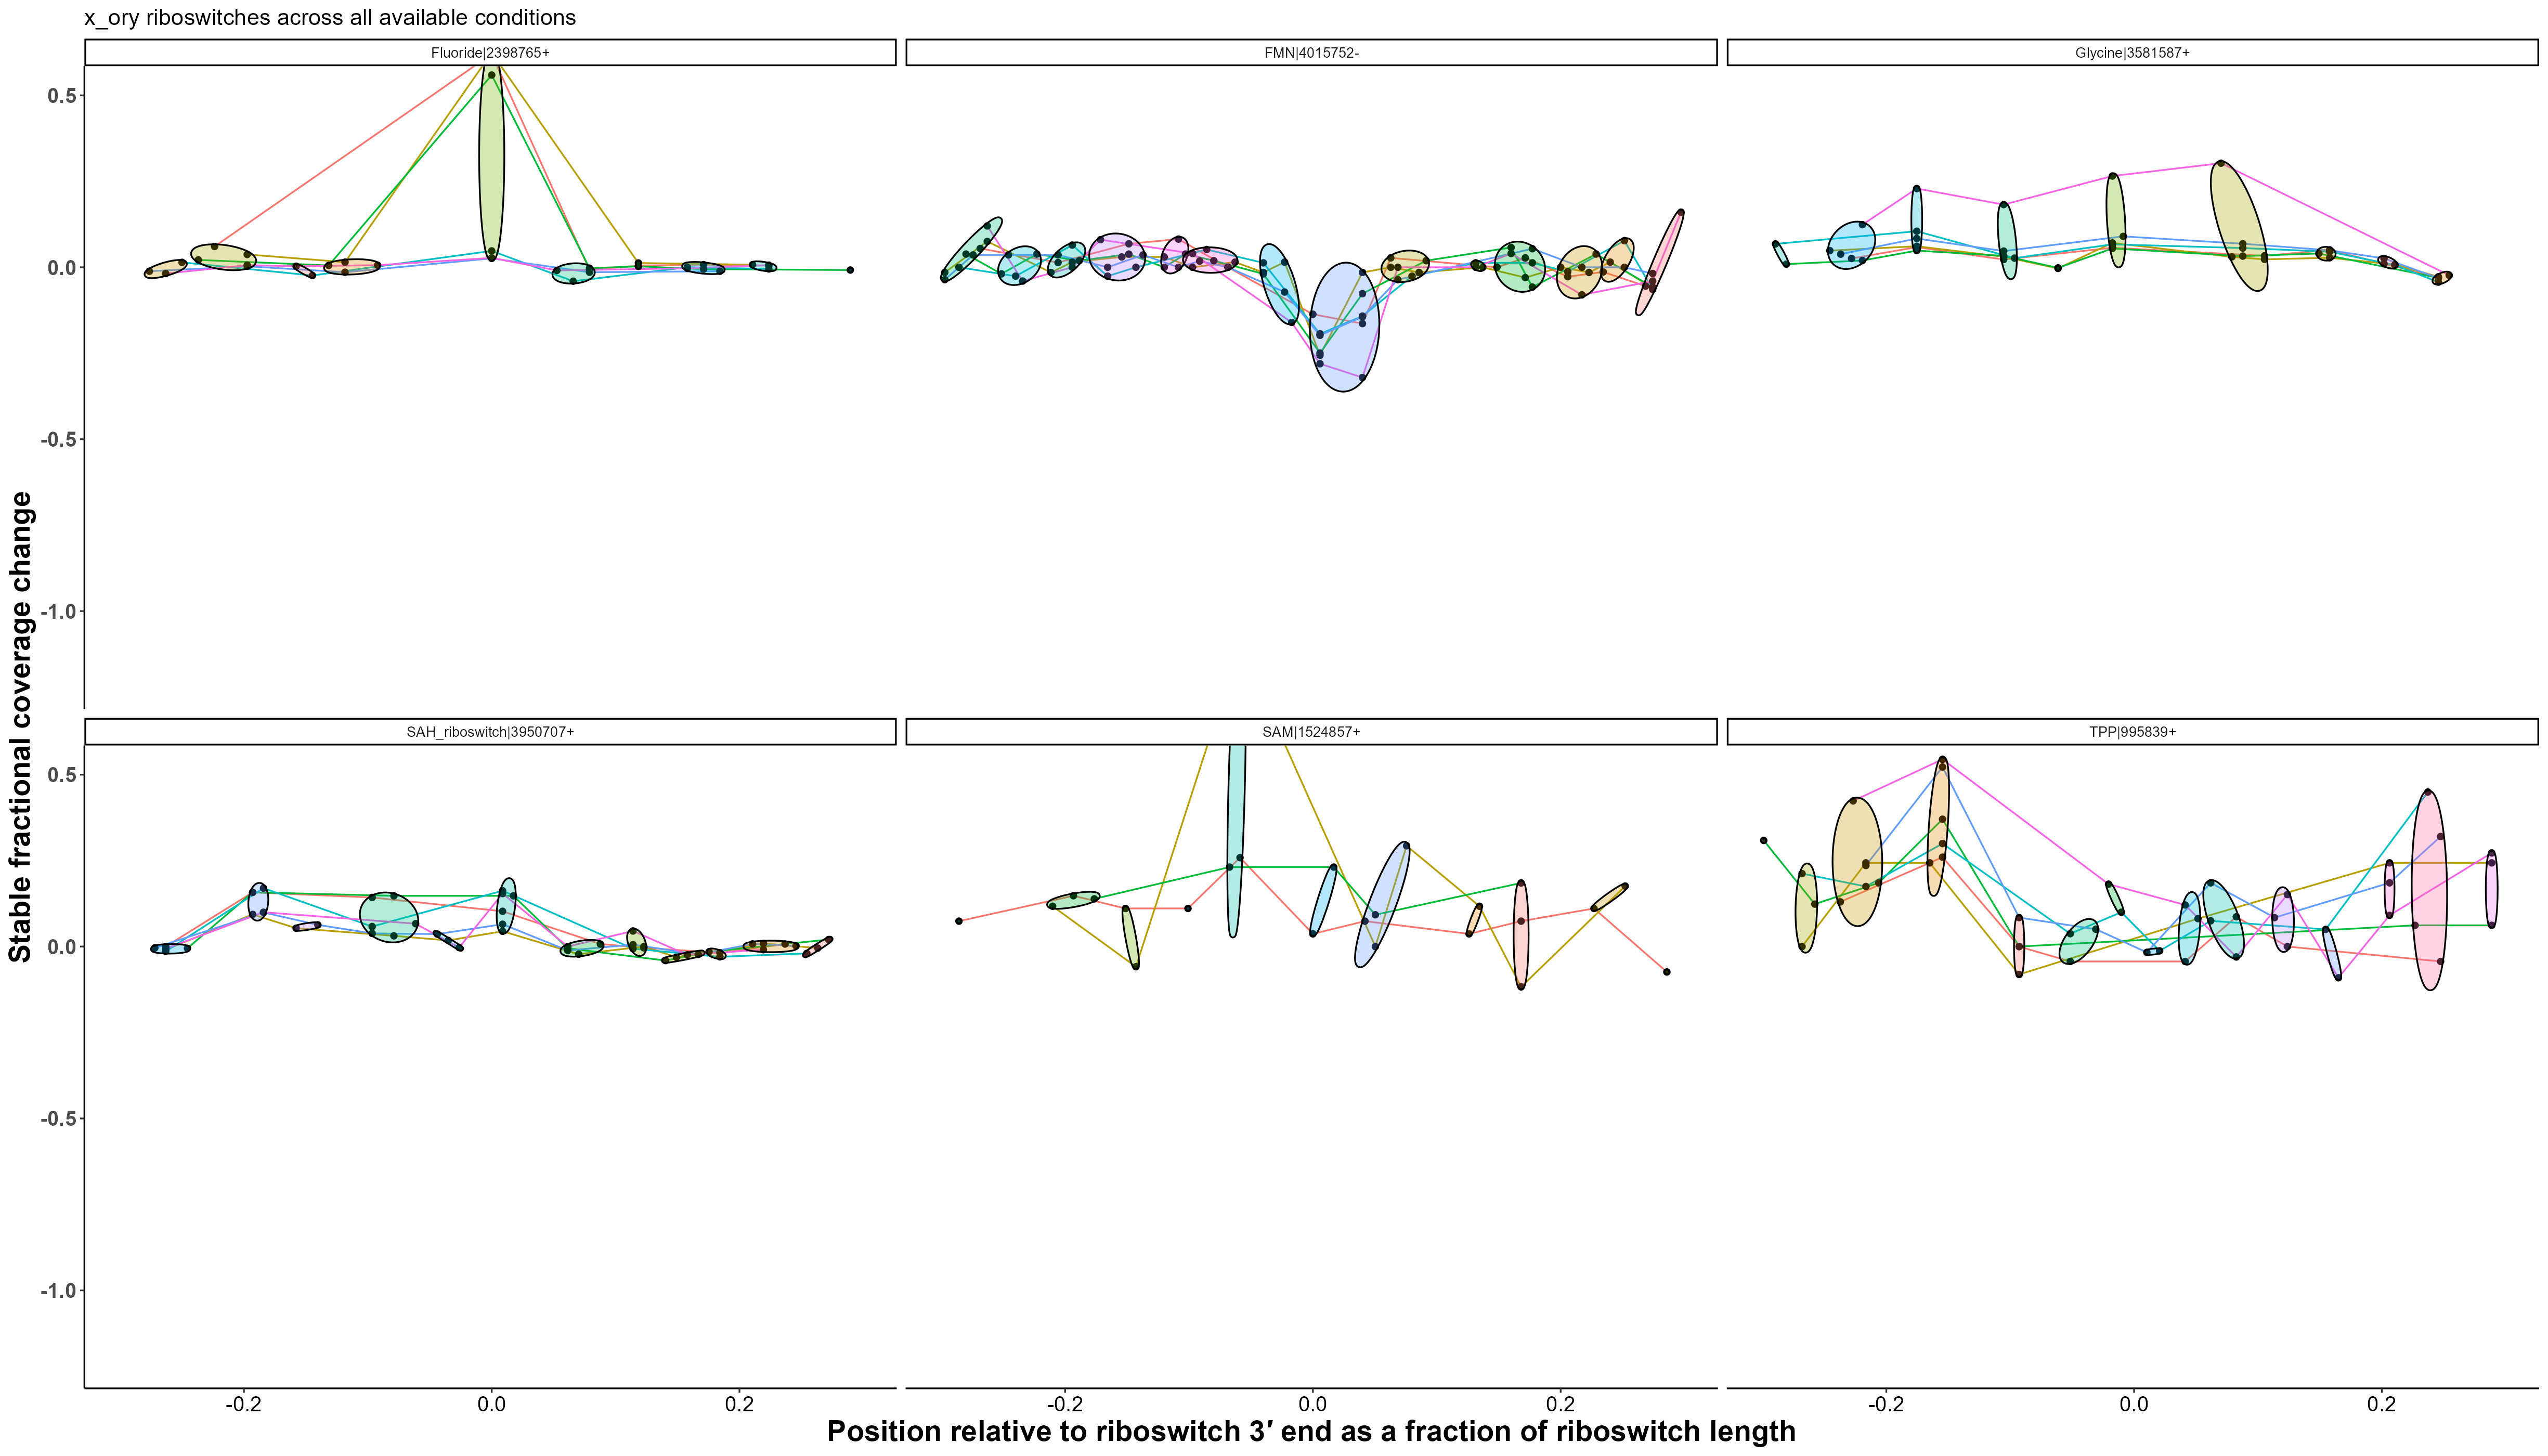 x_ory riboswitches across all available conditions
Fluoride|2398765+
FMN|4015752-
Glycine|3581587+
0.5
0.0
-0.5
-1.0
SAH_riboswitch|3950707+
SAM|1524857+
TPP|995839+
0.5
0.0
-0.5
-1.0
Stable fractional coverage change
-0.2 0.0 0.2
-0.2 0.0 0.2
-0.2 0.0 0.2
Position relative to riboswitch 3′ end as a fraction of riboswitch length